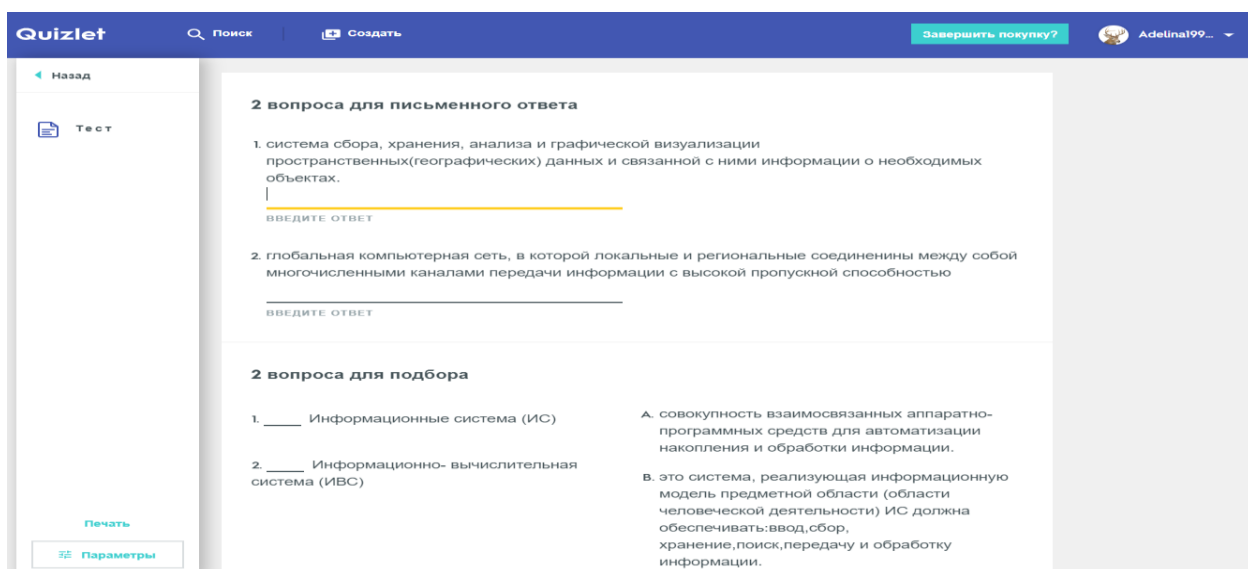 Quizlet
Поиск
Создать
Завершить покупку?
Adelina199...
Назад
Тест
2 вопроса для письменного ответа
1. система сбора, хранения, анализа и графической визуализации
пространственных(географических) данных и связанной с ними информации о необходимых
объектах.
ВВЕДИТЕ ОТВЕТ
2. глобальная компьютерная сеть, в которой локальные и региональные соединенины между собой
многочисленными каналами передачи информации с высокой пропускной способностью
ВВЕДИТЕ ОТВЕТ
2 вопроса для подбора
1. _____ Информационные система (ИС)
2. _____ Информационно- вычислительная
система (ИВС)
A. совокупность взаимосвязанных аппаратно-
программных средств для автоматизации
накопления и обработки информации.
B. это система, реализующая информационную
модель предметной области (области
человеческой деятельности) ИС должна
обеспечивать:ввод,сбор,
хранение,поиск,передачу и обработку
информации.
Печать
Параметры